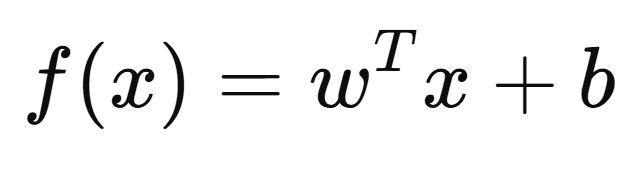 f(x) = w^T x + b